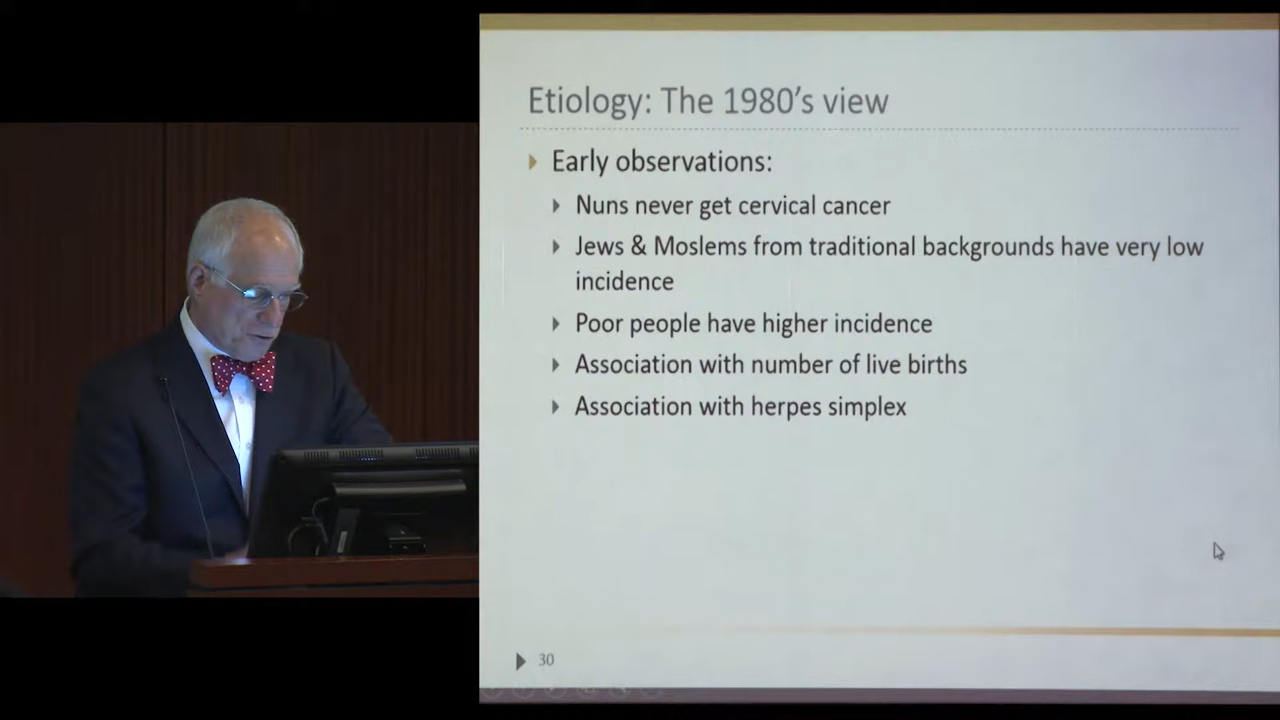 Etiology: The 1980's view
Early observations:
Nuns never get cervical cancer
Jews & Moslems from traditional backgrounds have very low
incidence
Poor people have higher incidence
Association with number of live births
Association with herpes simplex
30